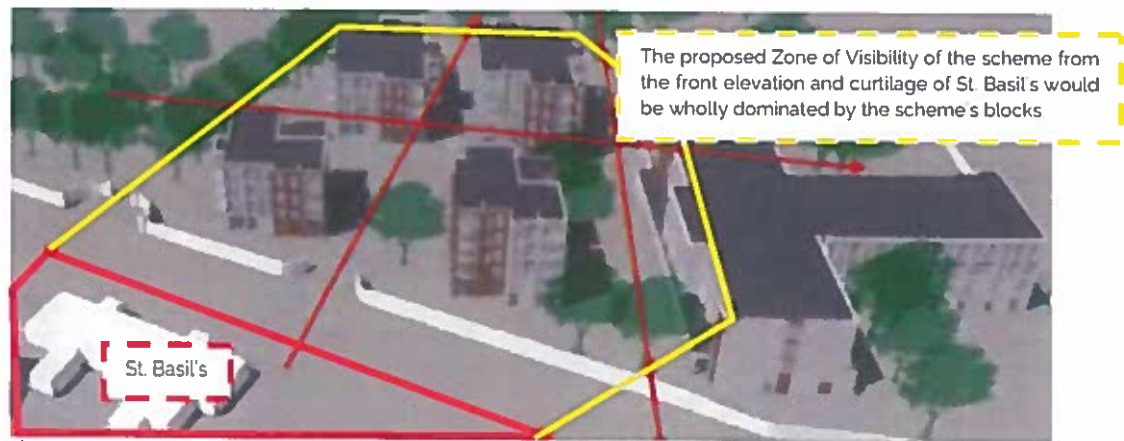 The proposed Zone of Visibility of the scheme from
the front elevation and curtilage of St. Basil's would
be wholly dominated by the scheme's blocks
St. Basil's